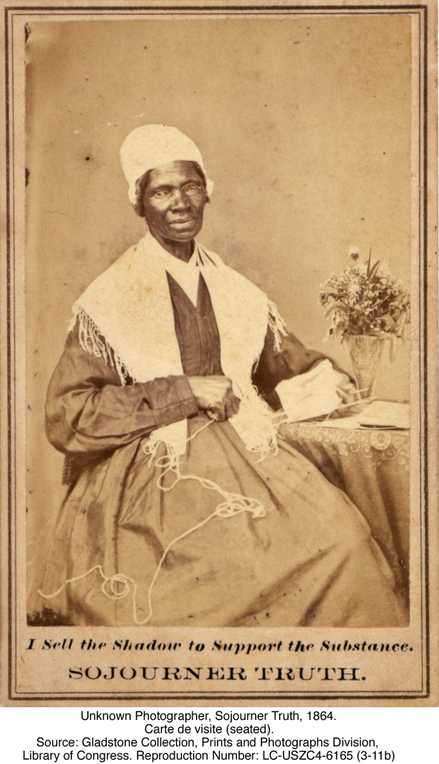 I Sell the Shadow to Support the Substance.
SOJOURNER TRUTH.
Unknown Photographer, Sojourner Truth, 1864.
Carte de visite (seated).
Source: Gladstone Collection, Prints and Photographs Division,
Library of Congress. Reproduction Number: LC-USZC4-6165 (3-11b)